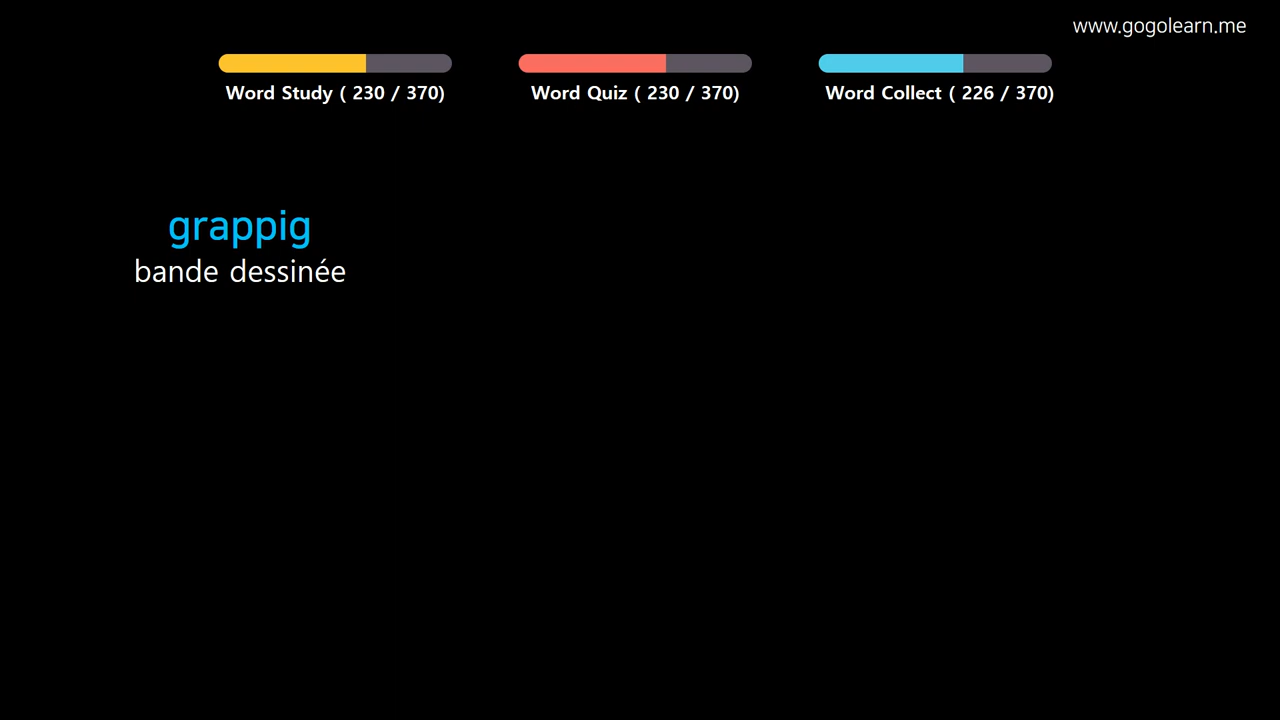 www.gogolearn.me
Word Study ( 230 / 370)
Word Quiz ( 230 / 370)
Word Collect ( 226 / 370)
grappig
bande dessinée